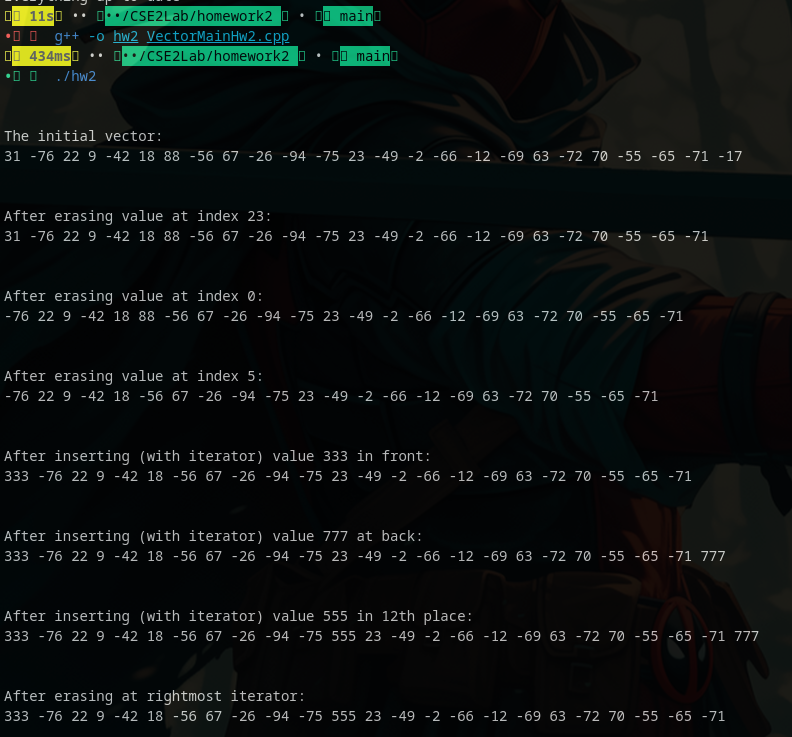 11s •• ••/CSE2Lab/homework2 • main
• g++ -o hw2 VectorMainHw2.cpp
434ms •• ••/CSE2Lab/homework2 • main
• ./hw2
The initial vector:
31 -76 22 9 -42 18 88 -56 67 -26 -94 -75 23 -49 -2 -66 -12 -69 63 -72 70 -55 -65 -71 -17
After erasing value at index 23:
31 -76 22 9 -42 18 88 -56 67 -26 -94 -75 23 -49 -2 -66 -12 -69 63 -72 70 -55 -65 -71
After erasing value at index 0:
-76 22 9 -42 18 88 -56 67 -26 -94 -75 23 -49 -2 -66 -12 -69 63 -72 70 -55 -65 -71
After erasing value at index 5:
-76 22 9 -42 18 -56 67 -26 -94 -75 23 -49 -2 -66 -12 -69 63 -72 70 -55 -65 -71
After inserting (with iterator) value 333 in front:
333 -76 22 9 -42 18 -56 67 -26 -94 -75 23 -49 -2 -66 -12 -69 63 -72 70 -55 -65 -71
After inserting (with iterator) value 777 at back:
333 -76 22 9 -42 18 -56 67 -26 -94 -75 23 -49 -2 -66 -12 -69 63 -72 70 -55 -65 -71 777
After inserting (with iterator) value 555 in 12th place:
333 -76 22 9 -42 18 -56 67 -26 -94 -75 555 23 -49 -2 -66 -12 -69 63 -72 70 -55 -65 -71 777
After erasing at rightmost iterator:
333 -76 22 9 -42 18 -56 67 -26 -94 -75 555 23 -49 -2 -66 -12 -69 63 -72 70 -55 -65 -71